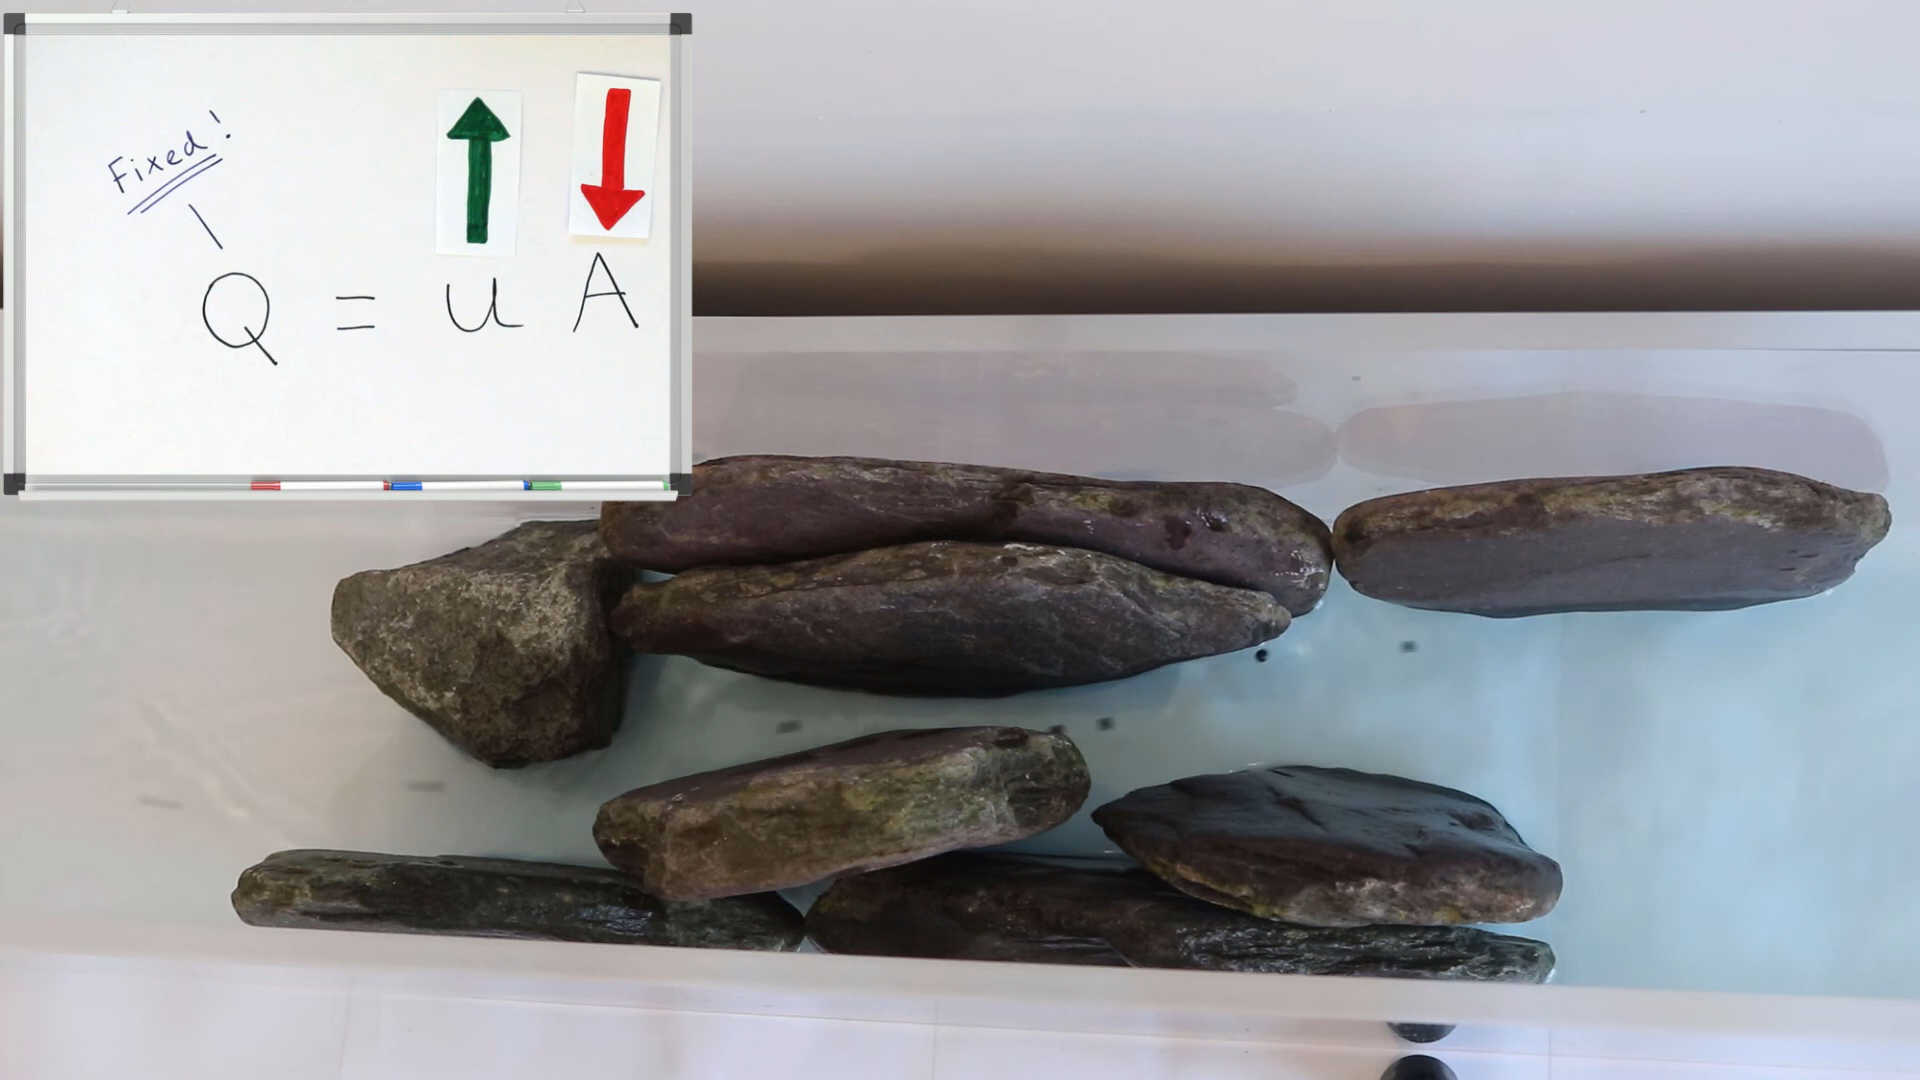 Fixed!
Q = u A